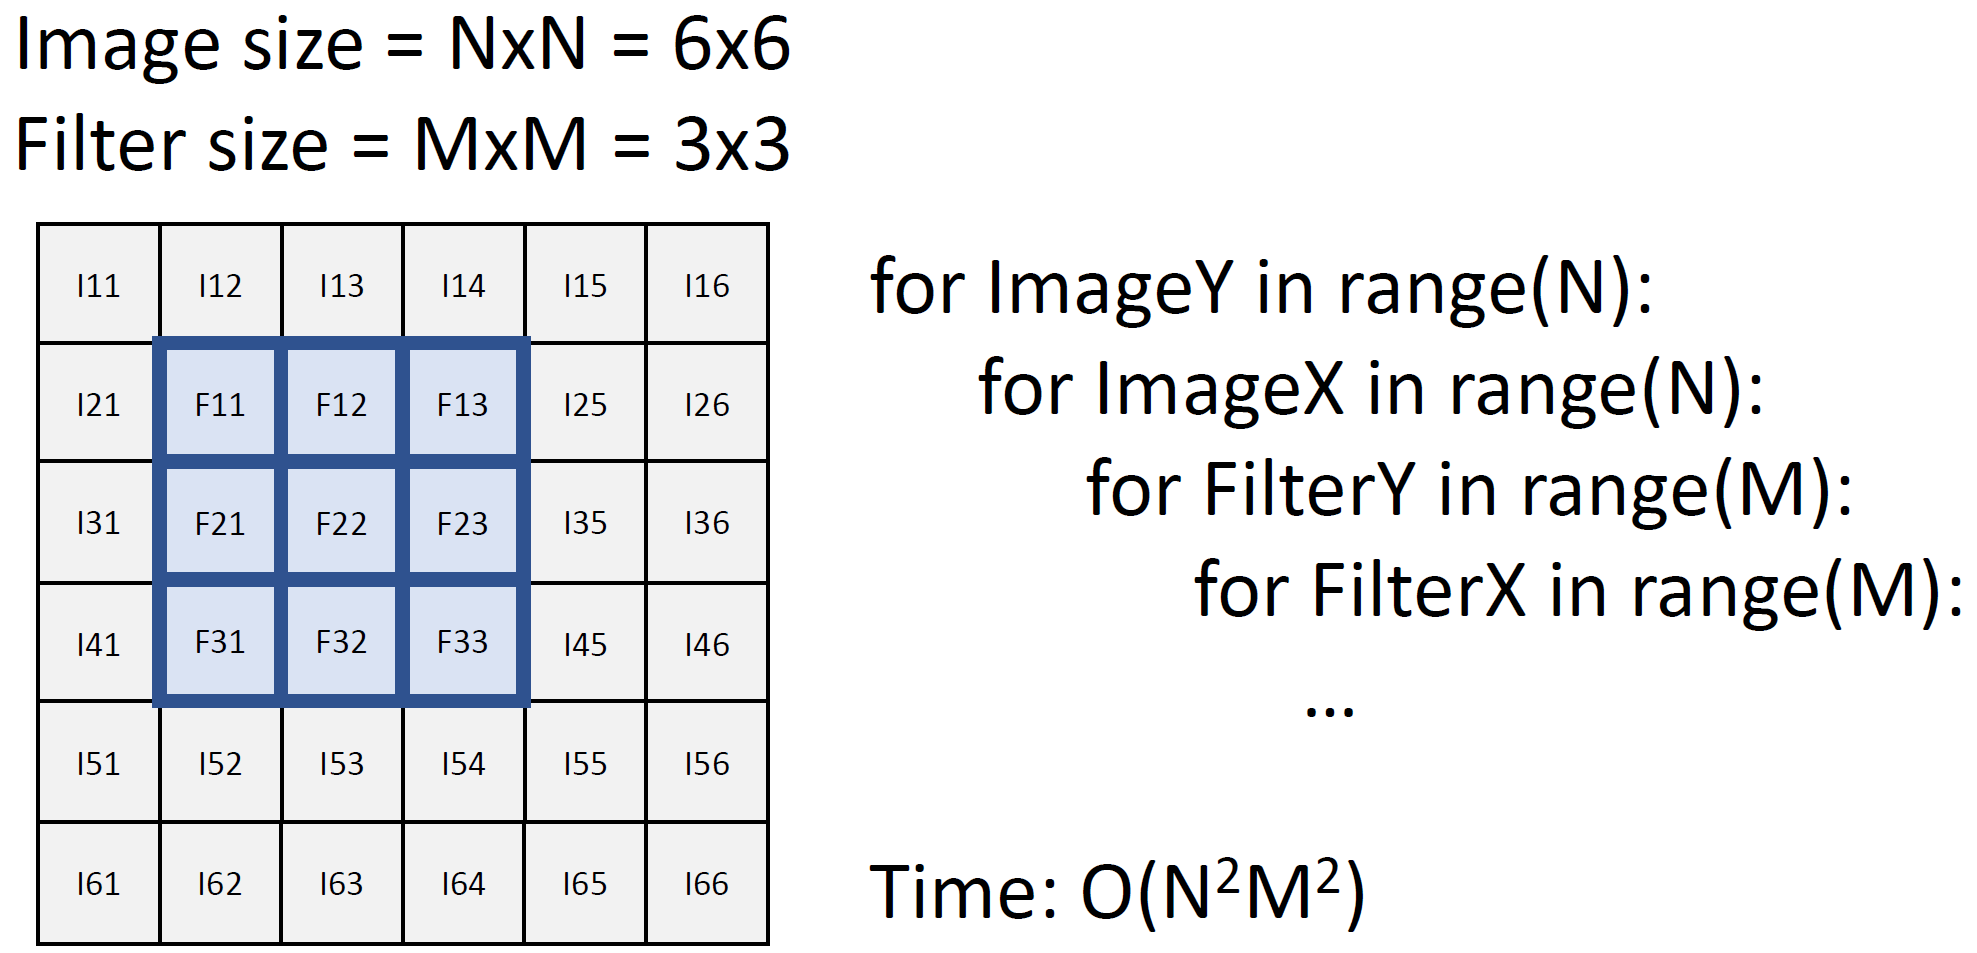 Image size = NxN = 6x6
Filter size = MxM = 3x3
I11 I12 I13 I14 I15 I16
I21 F11 F12 F13 I25 I26
I31 F21 F22 F23 I35 I36
I41 F31 F32 F33 I45 I46
I51 I52 I53 I54 I55 I56
I61 I62 I63 I64 I65 I66
for ImageY in range(N):
for ImageX in range(N):
for FilterY in range(M):
for FilterX in range(M):
...
Time: O(N²M²)